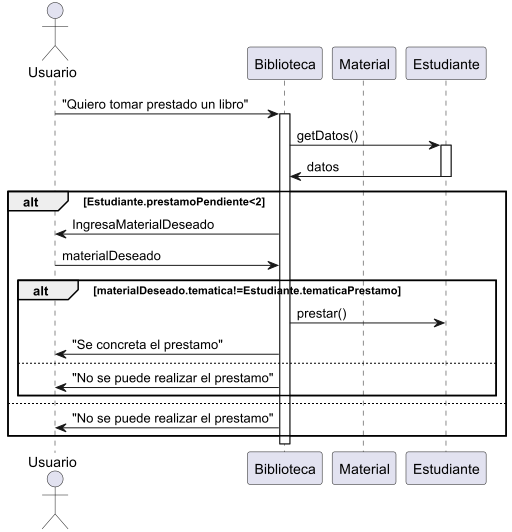 Usuario
Biblioteca
Material
Estudiante
"Quiero tomar prestado un libro"
getDatos()
datos
alt
[Estudiante.prestamoPendiente<2]
IngresaMaterialDeseado
materialDeseado
alt
[materialDeseado.tematica!=Estudiante.tematicaPrestamo]
prestar()
"Se concreta el prestamo"
"No se puede realizar el prestamo"
"No se puede realizar el prestamo"
Usuario
Biblioteca
Material
Estudiante